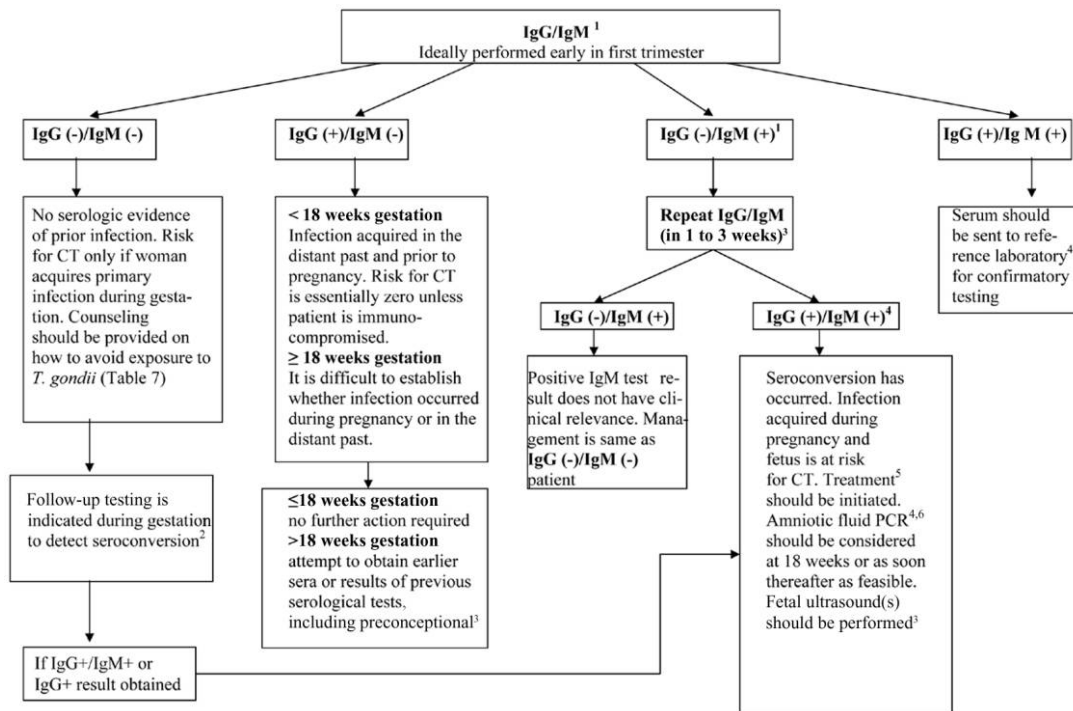 IgG/IgM ¹
Ideally performed early in first trimester
IgG (-)/IgM (-)
IgG (+)/IgM (-)
IgG (-)/IgM (+)¹
IgG (+)/Ig M (+)
No serologic evidence
of prior infection. Risk
for CT only if woman
acquires primary
infection during gesta-
tion. Counseling
should be provided on
how to avoid exposure to
T. gondii (Table 7)
Follow-up testing is
indicated during gestation
to detect seroconversion²
If IgG+/IgM+ or
IgG+ result obtained
< 18 weeks gestation
Infection acquired in the
distant past and prior to
pregnancy. Risk for CT
is essentially zero unless
patient is immuno-
compromised.
≥ 18 weeks gestation
It is difficult to establish
whether infection occurred
during pregnancy or in the
distant past.
≤18 weeks gestation
no further action required
>18 weeks gestation
attempt to obtain earlier
sera or results of previous
serological tests,
including preconceptional³
Repeat IgG/IgM
(in 1 to 3 weeks)³
IgG (-)/IgM (+)
Positive IgM test re-
sult does not have cli-
nical relevance. Mana-
gement is same as
IgG (-)/IgM (-)
patient
IgG (+)/IgM (+)⁴
Seroconversion has
occurred. Infection
acquired during
pregnancy and
fetus is at risk
for CT. Treatment⁵
should be initiated.
Amniotic fluid PCR⁴,⁶
should be considered
at 18 weeks or as soon
thereafter as feasible.
Fetal ultrasound(s)
should be performed³
Serum should
be sent to refe-
rence laboratory⁴
for confirmatory
testing